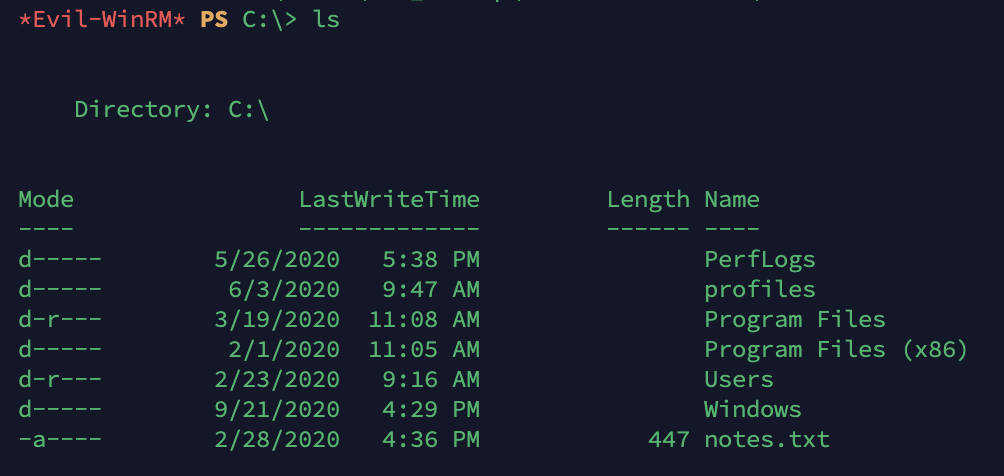 *Evil-WinRM* PS C:\> ls
Directory: C:\
Mode                LastWriteTime         Length Name
----                -------------         ------ ----
d-----        5/26/2020   5:38 PM                PerfLogs
d-----         6/3/2020   9:47 AM                profiles
d-r---        3/19/2020  11:08 AM                Program Files
d-----         2/1/2020  11:05 AM                Program Files (x86)
d-r---        2/23/2020   9:16 AM                Users
d-----        9/21/2020   4:29 PM                Windows
-a----        2/28/2020   4:36 PM            447 notes.txt